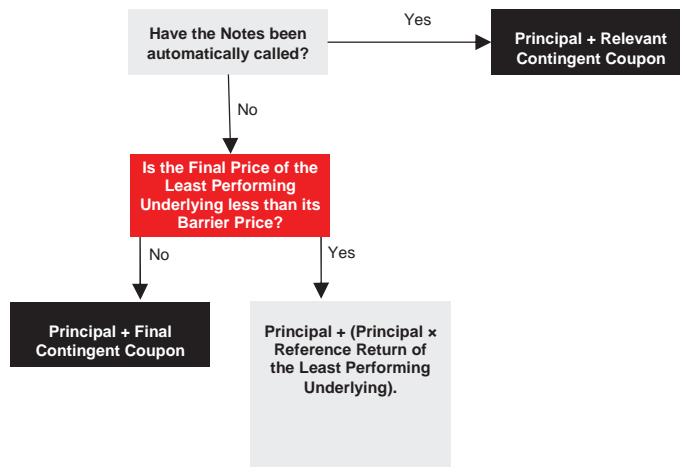 Have the Notes been
automatically called?
Yes
Principal + Relevant
Contingent Coupon
No
Is the Final Price of the
Least Performing
Underlying less than its
Barrier Price?
No
Yes
Principal + Final
Contingent Coupon
Principal + (Principal ×
Reference Return of
the Least Performing
Underlying).